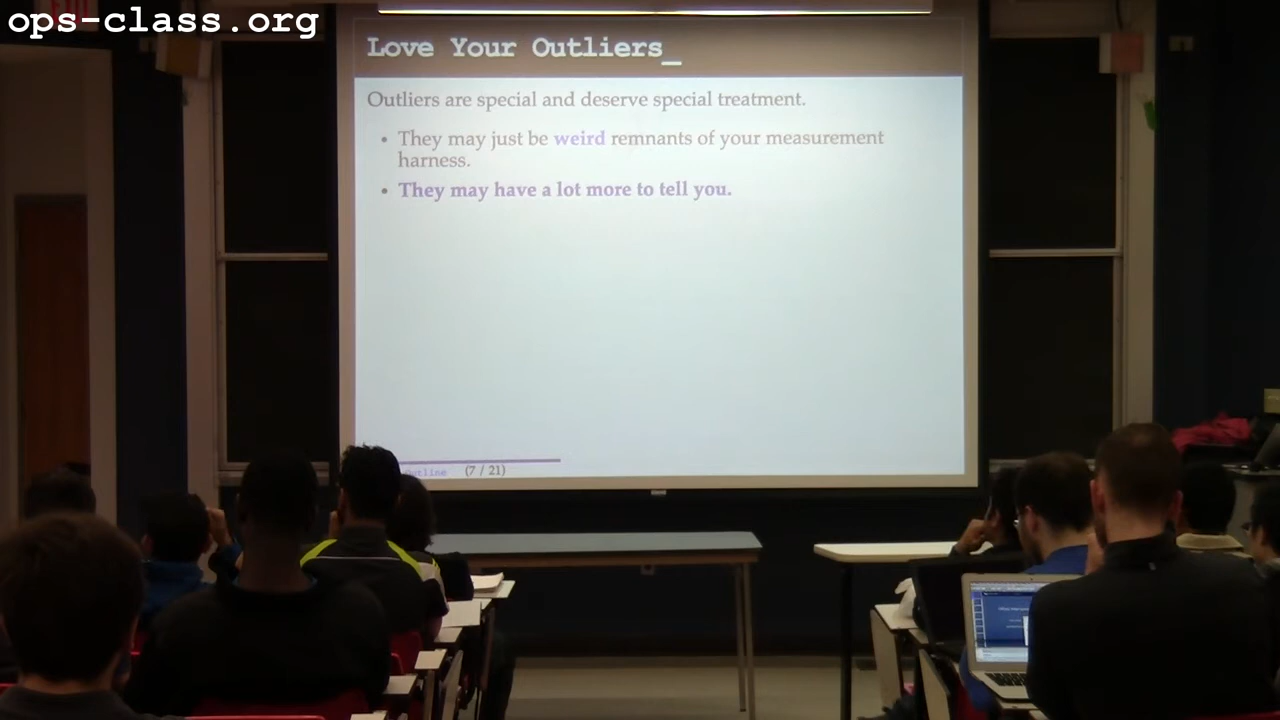 ops-class.org
Love Your Outliers_
Outliers are special and deserve special treatment.
• They may just be weird remnants of your measurement
harness.
• They may have a lot more to tell you.
Outline (7 / 21)